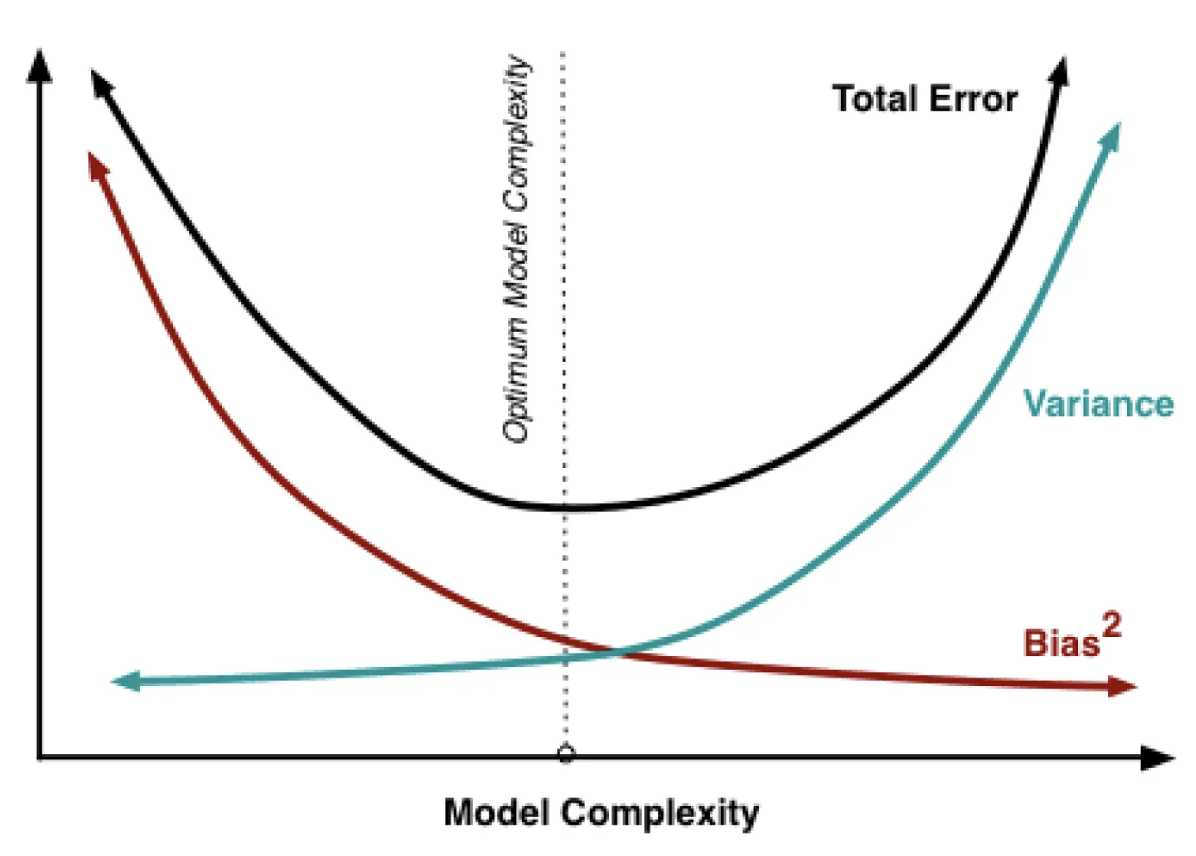 Total Error
Optimum Model Complexity
Variance
Bias²
Model Complexity